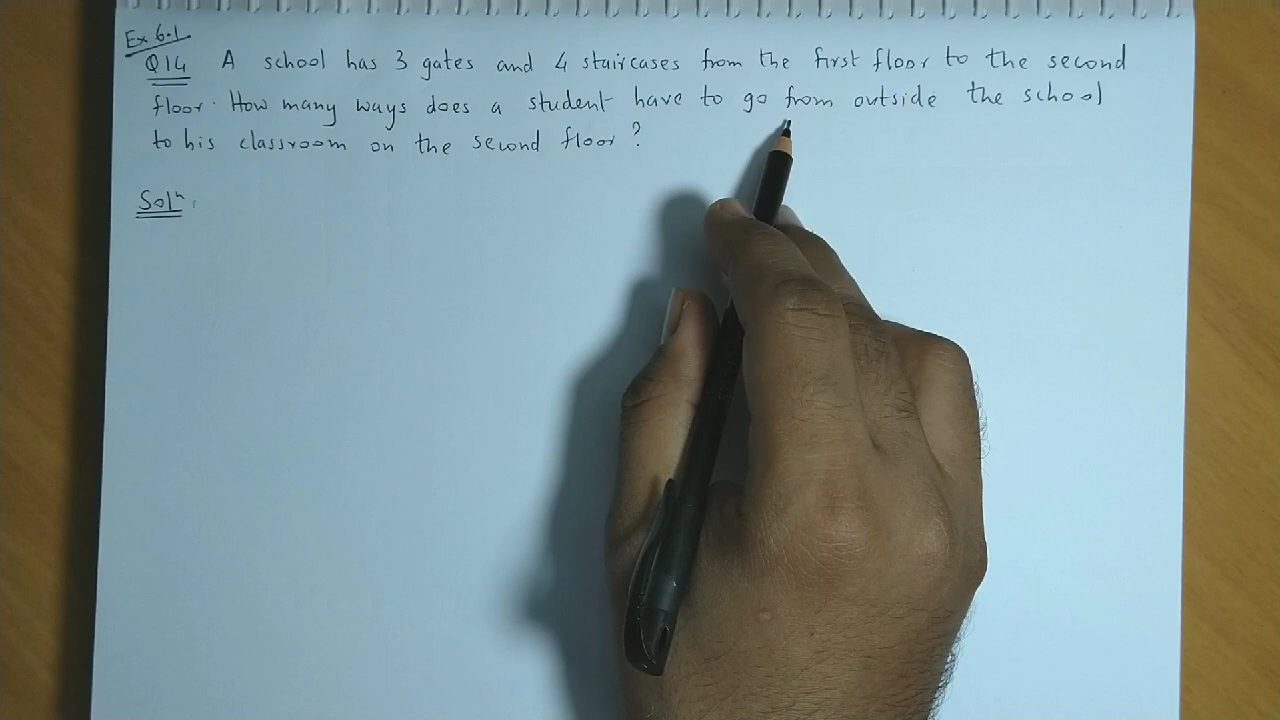 Ex 6.1
Q14 A school has 3 gates and 4 staircases from the first floor to the second
floor. How many ways does a student have to go from outside the school
to his classroom on the second floor?
Solⁿ: